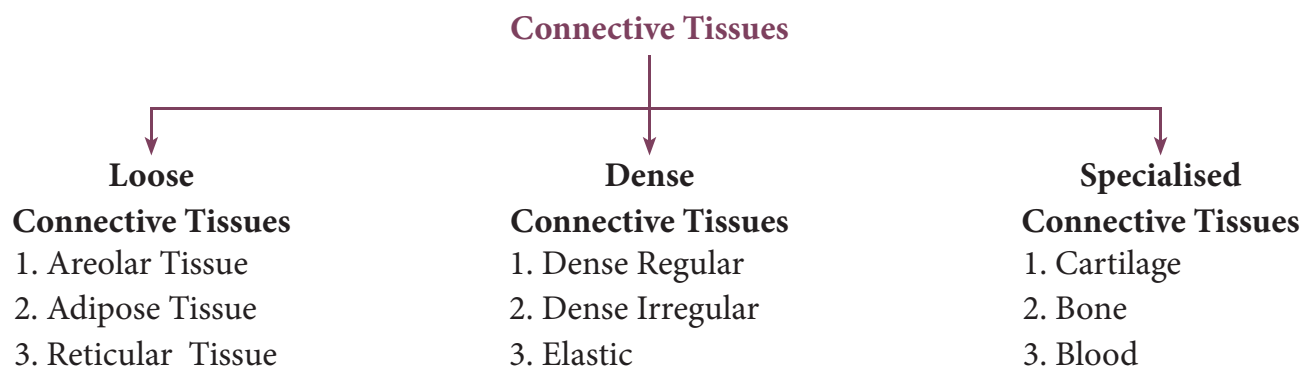 Connective Tissues
Loose
Connective Tissues
1. Areolar Tissue
2. Adipose Tissue
3. Reticular Tissue
Dense
Connective Tissues
1. Dense Regular
2. Dense Irregular
3. Elastic
Specialised
Connective Tissues
1. Cartilage
2. Bone
3. Blood